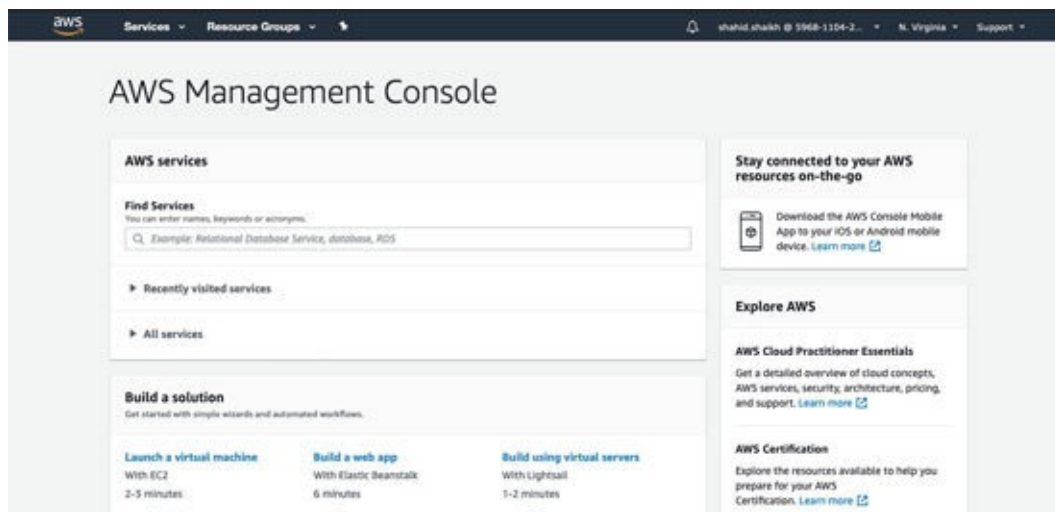 aws
Services
Resource Groups
shahid.shaikh @ 5968-1104-2...
N. Virginia
Support
AWS Management Console
AWS services
Find Services
You can enter names, keywords or acronyms.
Example: Relational Database Service, database, RDS
Recently visited services
All services
Build a solution
Get started with simple wizards and automated workflows.
Launch a virtual machine
With EC2
2-3 minutes
Build a web app
With Elastic Beanstalk
6 minutes
Build using virtual servers
With Lightsail
1-2 minutes
Stay connected to your AWS
resources on-the-go
Download the AWS Console Mobile
App to your iOS or Android mobile
device. Learn more
Explore AWS
AWS Cloud Practitioner Essentials
Get a detailed overview of cloud concepts,
AWS services, security, architecture, pricing,
and support. Learn more
AWS Certification
Explore the resources available to help you
prepare for your AWS
Certification. Learn more